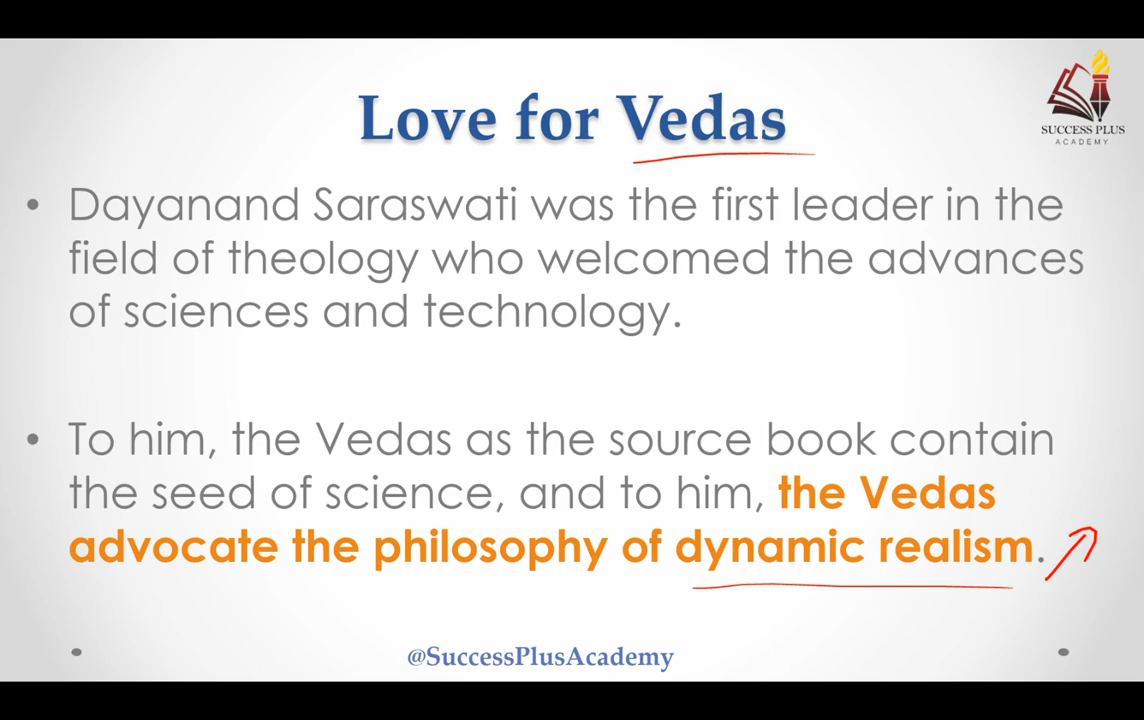 Love for Vedas
SUCCESS PLUS
ACADEMY
• Dayanand Saraswati was the first leader in the
field of theology who welcomed the advances
of sciences and technology.
• To him, the Vedas as the source book contain
the seed of science, and to him, the Vedas
advocate the philosophy of dynamic realism.
@SuccessPlusAcademy